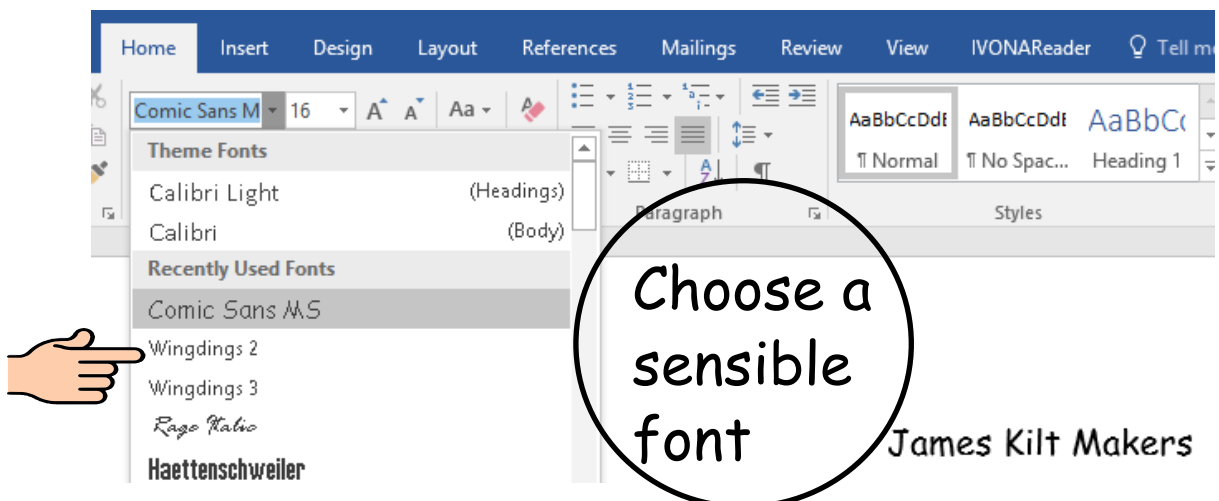 Home Insert Design Layout References Mailings Review View IVONAReader Tell m
Comic Sans M 16 A A Aa
AaBbCcDdE AaBbCcDdE AaBbC
¶ Normal ¶ No Spac... Heading 1
Paragraph Styles
Theme Fonts
Calibri Light (Headings)
Calibri (Body)
Recently Used Fonts
Comic Sans MS
Wingdings 2
Wingdings 3
Rage Italic
Haettenschweiler
Choose a
sensible
font
James Kilt Makers